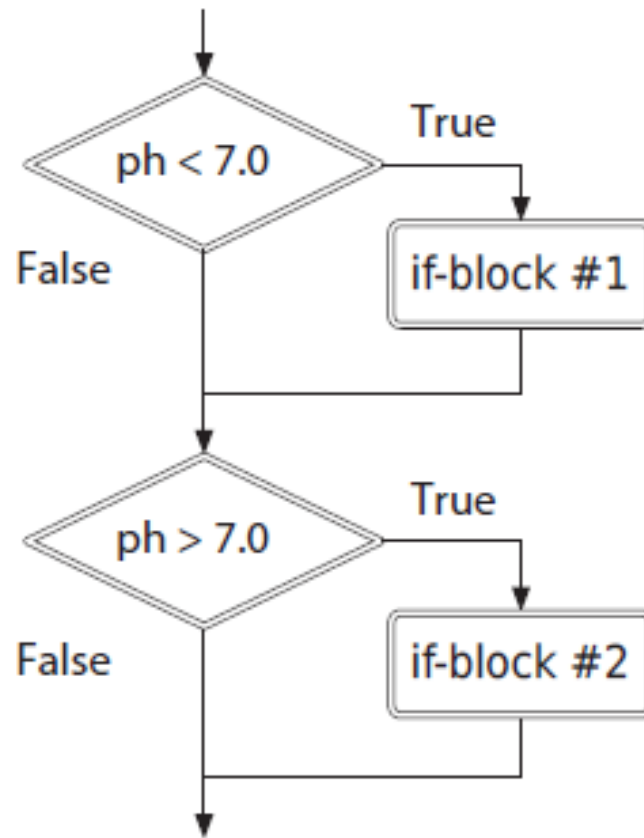 ph < 7.0
True
False
if-block #1
ph > 7.0
True
False
if-block #2